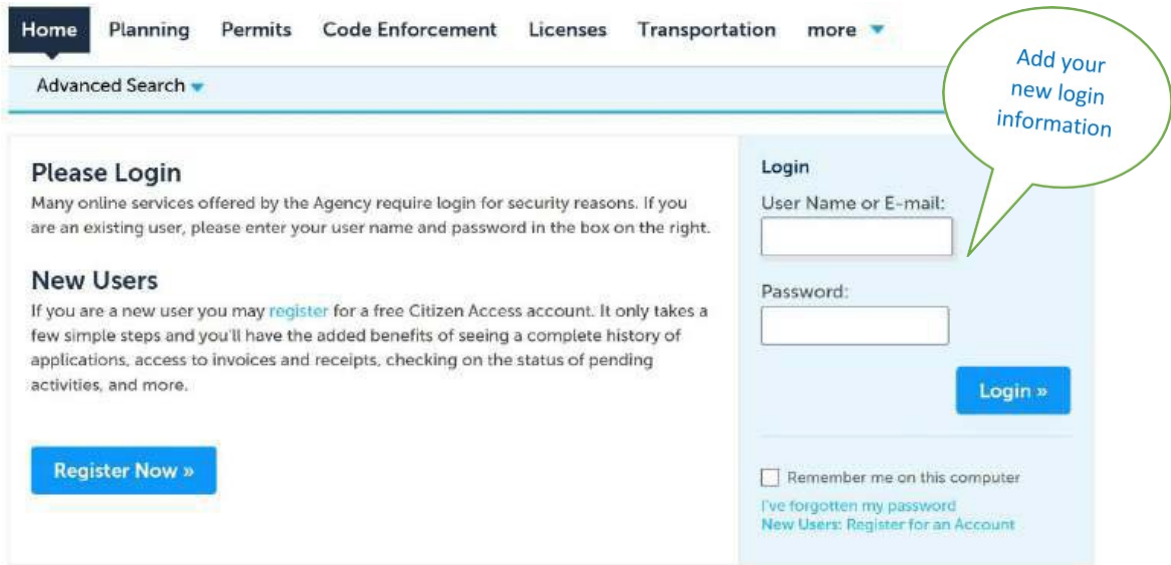 Home Planning Permits Code Enforcement Licenses Transportation more
Advanced Search
Add your
new login
information
Please Login
Many online services offered by the Agency require login for security reasons. If you
are an existing user, please enter your user name and password in the box on the right.
New Users
If you are a new user you may register for a free Citizen Access account. It only takes a
few simple steps and you'll have the added benefits of seeing a complete history of
applications, access to invoices and receipts, checking on the status of pending
activities, and more.
Register Now »
Login
User Name or E-mail:
Password:
Login »
Remember me on this computer
I've forgotten my password
New Users: Register for an Account